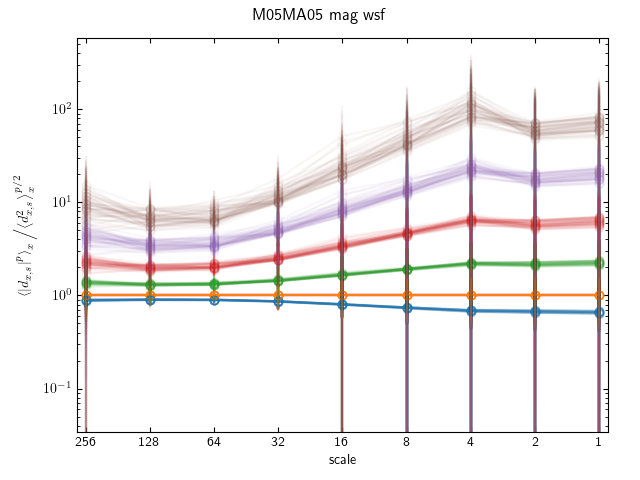 M05MA05 mag wsf
⟨|d_{x,s}|^p⟩_x / ⟨d^2_{x,s}⟩_x^{p/2}
10^2
10^1
10^0
10^{-1}
256 128 64 32 16 8 4 2 1
scale